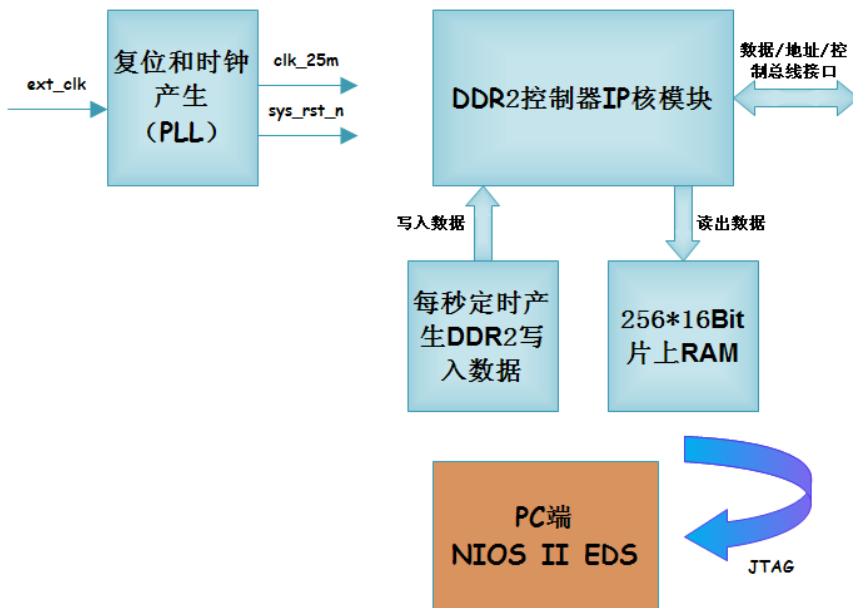 ext_clk
复位和时钟
产生
（PLL）
clk_25m
sys_rst_n
DDR2控制器IP核模块
数据/地址/控
制总线接口
写入数据
读出数据
每秒定时产
生DDR2写
入数据
256*16Bit
片上RAM
PC端
NIOS II EDS
JTAG